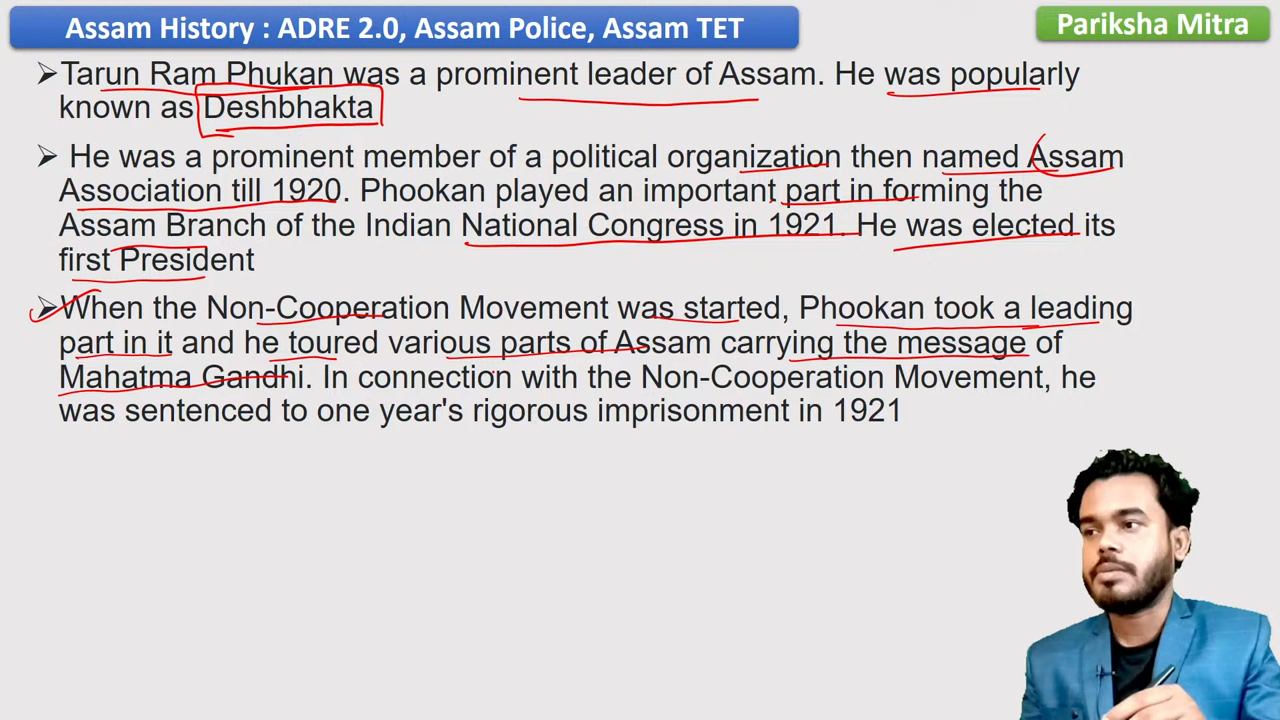 Assam History : ADRE 2.0, Assam Police, Assam TET
Pariksha Mitra
➤Tarun Ram Phukan was a prominent leader of Assam. He was popularly
known as Deshbhakta
➤ He was a prominent member of a political organization then named Assam
Association till 1920. Phookan played an important part in forming the
Assam Branch of the Indian National Congress in 1921. He was elected its
first President
➤When the Non-Cooperation Movement was started, Phookan took a leading
part in it and he toured various parts of Assam carrying the message of
Mahatma Gandhi. In connection with the Non-Cooperation Movement, he
was sentenced to one year's rigorous imprisonment in 1921